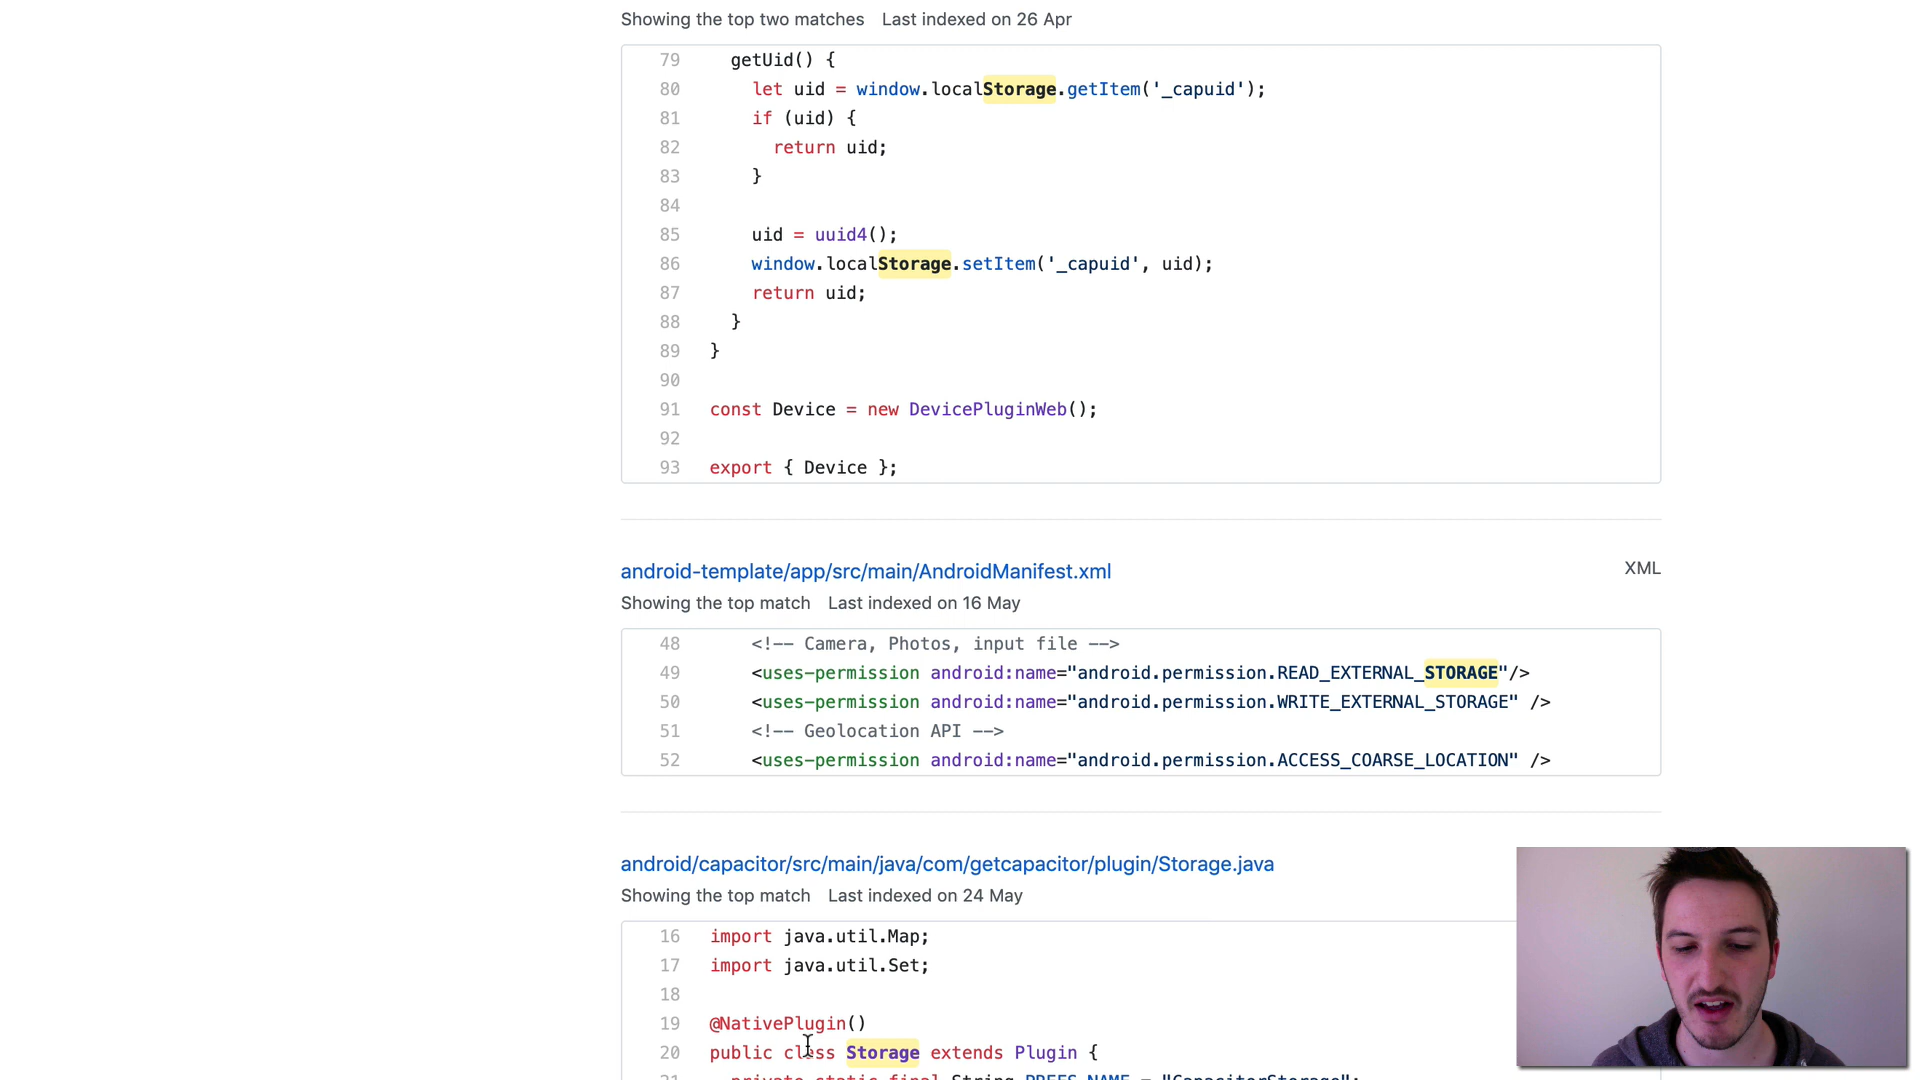 Showing the top two matches Last indexed on 26 Apr
79 getUid() {
80 let uid = window.localStorage.getItem('_capuid');
81 if (uid) {
82 return uid;
83 }
84
85 uid = uuid4();
86 window.localStorage.setItem('_capuid', uid);
87 return uid;
88 }
89 }
90
91 const Device = new DevicePluginWeb();
92
93 export { Device };
android-template/app/src/main/AndroidManifest.xml XML
Showing the top match Last indexed on 16 May
48 <!-- Camera, Photos, input file -->
49 <uses-permission android:name="android.permission.READ_EXTERNAL_STORAGE"/>
50 <uses-permission android:name="android.permission.WRITE_EXTERNAL_STORAGE" />
51 <!-- Geolocation API -->
52 <uses-permission android:name="android.permission.ACCESS_COARSE_LOCATION" />
android/capacitor/src/main/java/com/getcapacitor/plugin/Storage.java
Showing the top match Last indexed on 24 May
16 import java.util.Map;
17 import java.util.Set;
18
19 @NativePlugin()
20 public class Storage extends Plugin {
21 private static final String PREFS_NAME = "CapacitorStorage";